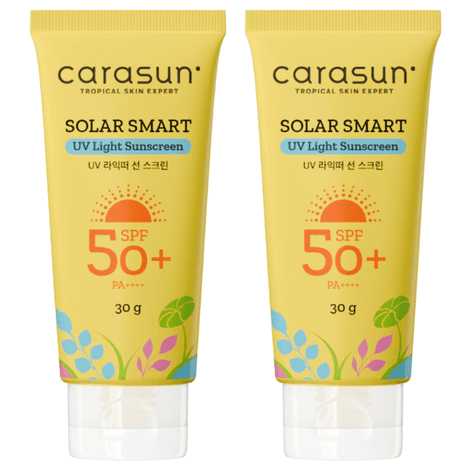 carasun
TROPICAL SKIN EXPERT
SOLAR SMART
UV Light Sunscreen
UV 라익떠 선 스크린
SPF
50+
PA++++
30 g
carasun
TROPICAL SKIN EXPERT
SOLAR SMART
UV Light Sunscreen
UV 라익떠 선 스크린
SPF
50+
PA++++
30 g